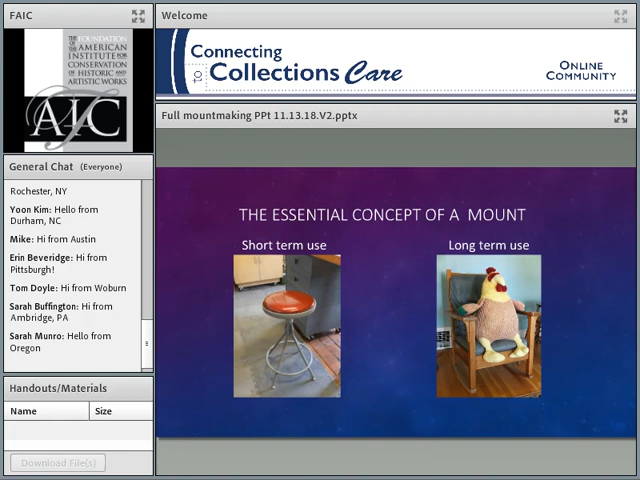 FAIC
THE FOUNDATION
OF THE AMERICAN
INSTITUTE FOR
CONSERVATION
OF HISTORIC AND
ARTISTIC WORKS
AIC
General Chat (Everyone)
Rochester, NY
Yoon Kim: Hello from
Durham, NC
Mike: Hi from Austin
Erin Beveridge: Hi from
Pittsburgh!
Tom Doyle: Hi from Woburn
Sarah Buffington: Hi from
Ambridge, PA
Sarah Munro: Hello from
Oregon
Handouts/Materials
Name Size
Download File(s)
Welcome
Connecting
to Collections Care
ONLINE
COMMUNITY
Full mountmaking PPt 11.13.18.V2.pptx
THE ESSENTIAL CONCEPT OF A MOUNT
Short term use
Long term use